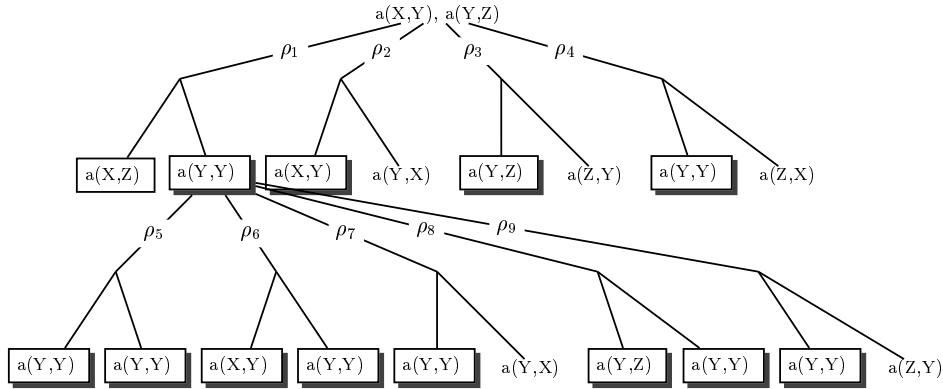 a(X,Y), a(Y,Z)
ρ1 ρ2 ρ3 ρ4
a(X,Z) a(Y,Y) a(X,Y) a(Y,X) a(Y,Z) a(Z,Y) a(Y,Y) a(Z,X)
ρ5 ρ6 ρ7 ρ8 ρ9
a(Y,Y) a(Y,Y) a(X,Y) a(Y,Y) a(Y,Y) a(Y,X) a(Y,Z) a(Y,Y) a(Y,Y) a(Z,Y)